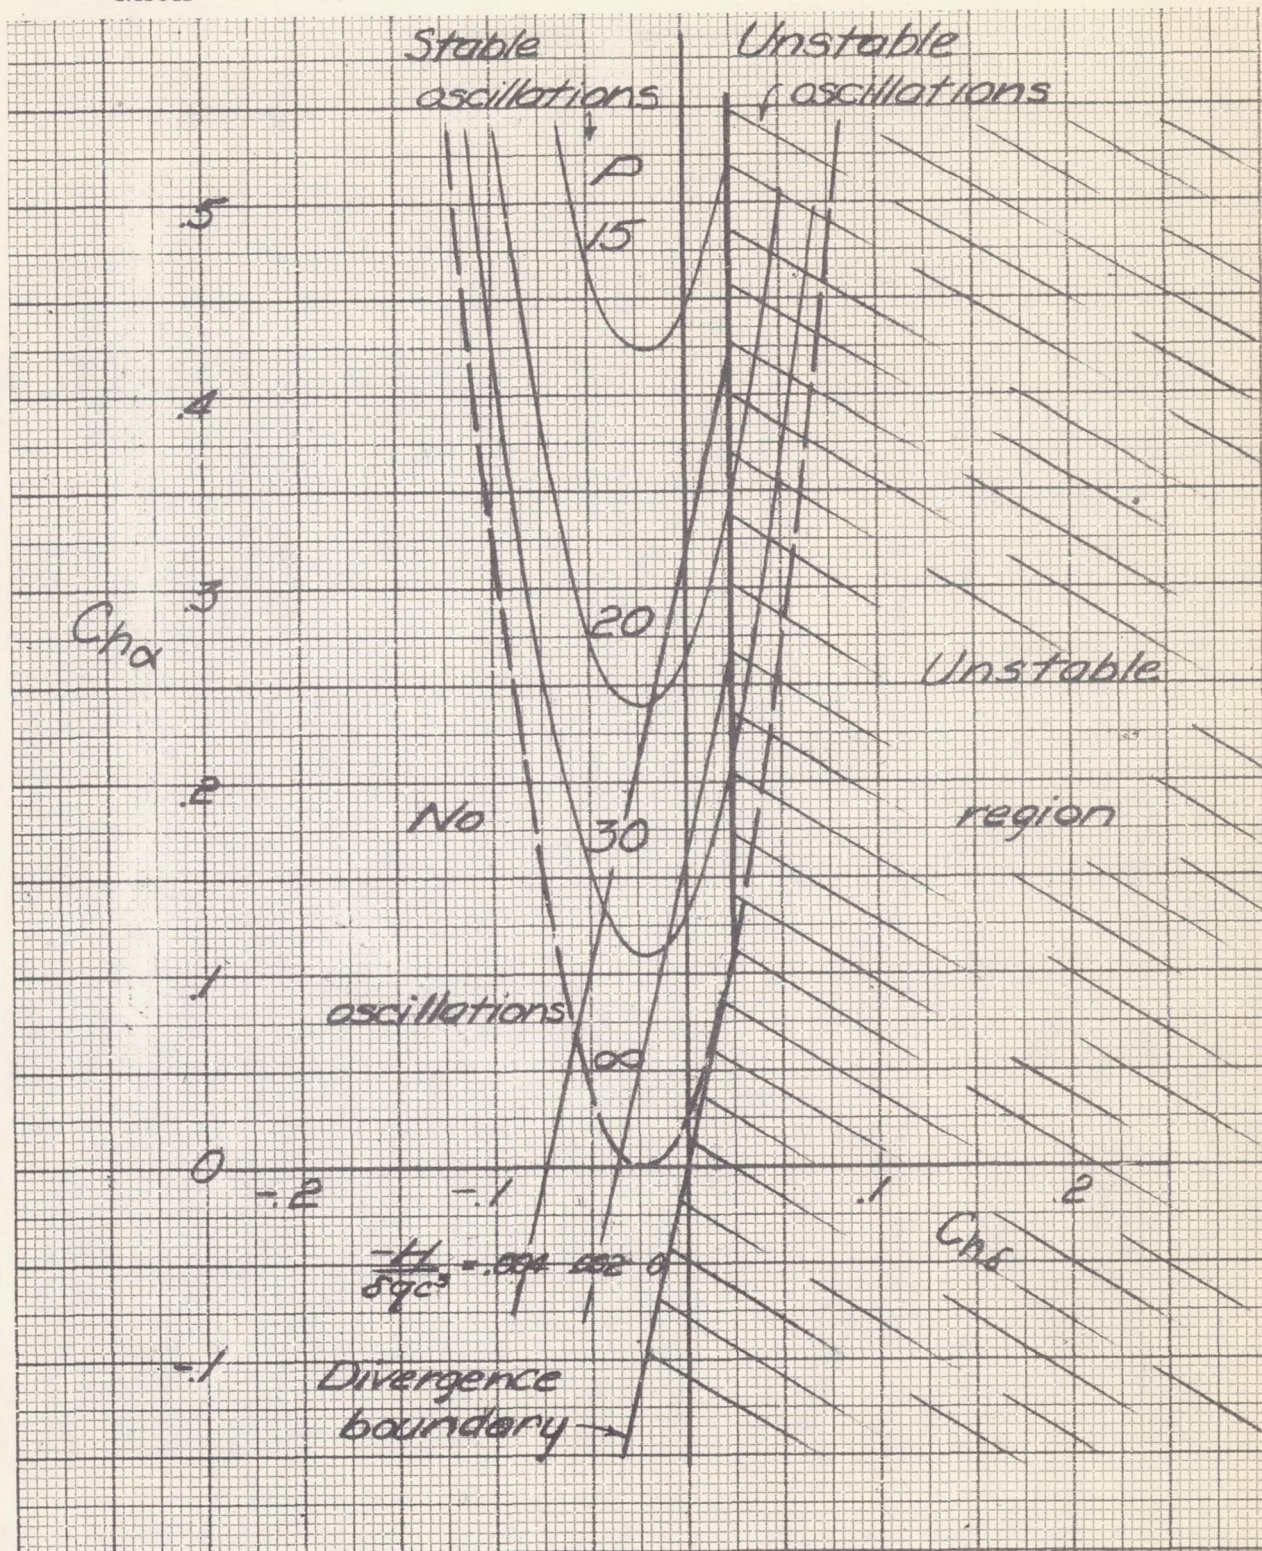 Stable
oscillations
Unstable
oscillations
P
15
.5
.4
.3
20
Chα
Unstable
.2
No
30
region
.1
oscillations
∞
0
-.2
-.1
.1
.2
Chδ
-H/δqc³ = .004 .002 0
-.1
Divergence
boundary